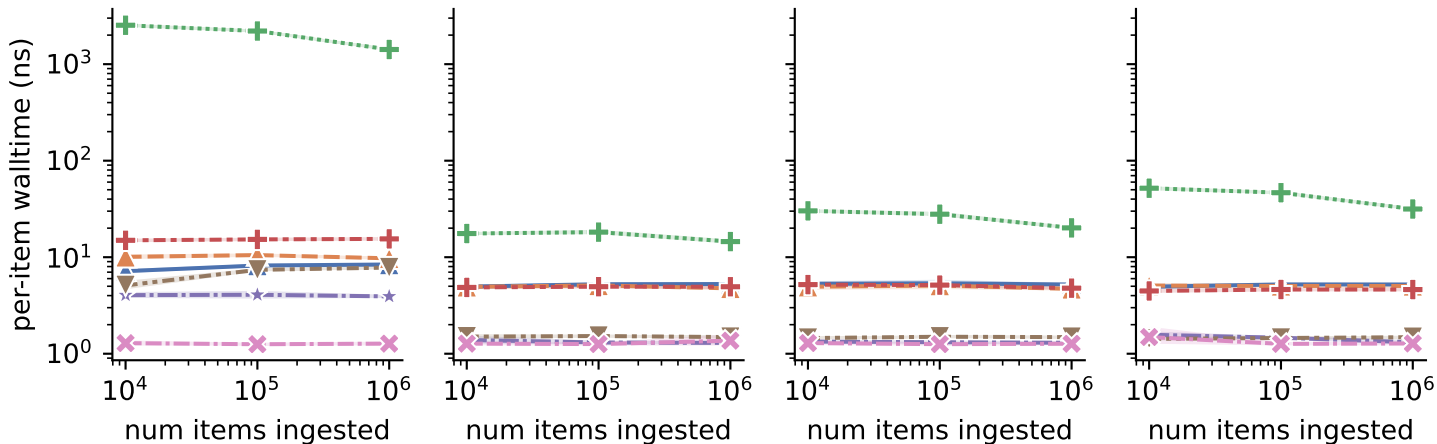 per-item walltime (ns)
10³
10²
10¹
10⁰
10⁴ 10⁵ 10⁶ 10⁴ 10⁵ 10⁶ 10⁴ 10⁵ 10⁶ 10⁴ 10⁵ 10⁶
num items ingested num items ingested num items ingested num items ingested